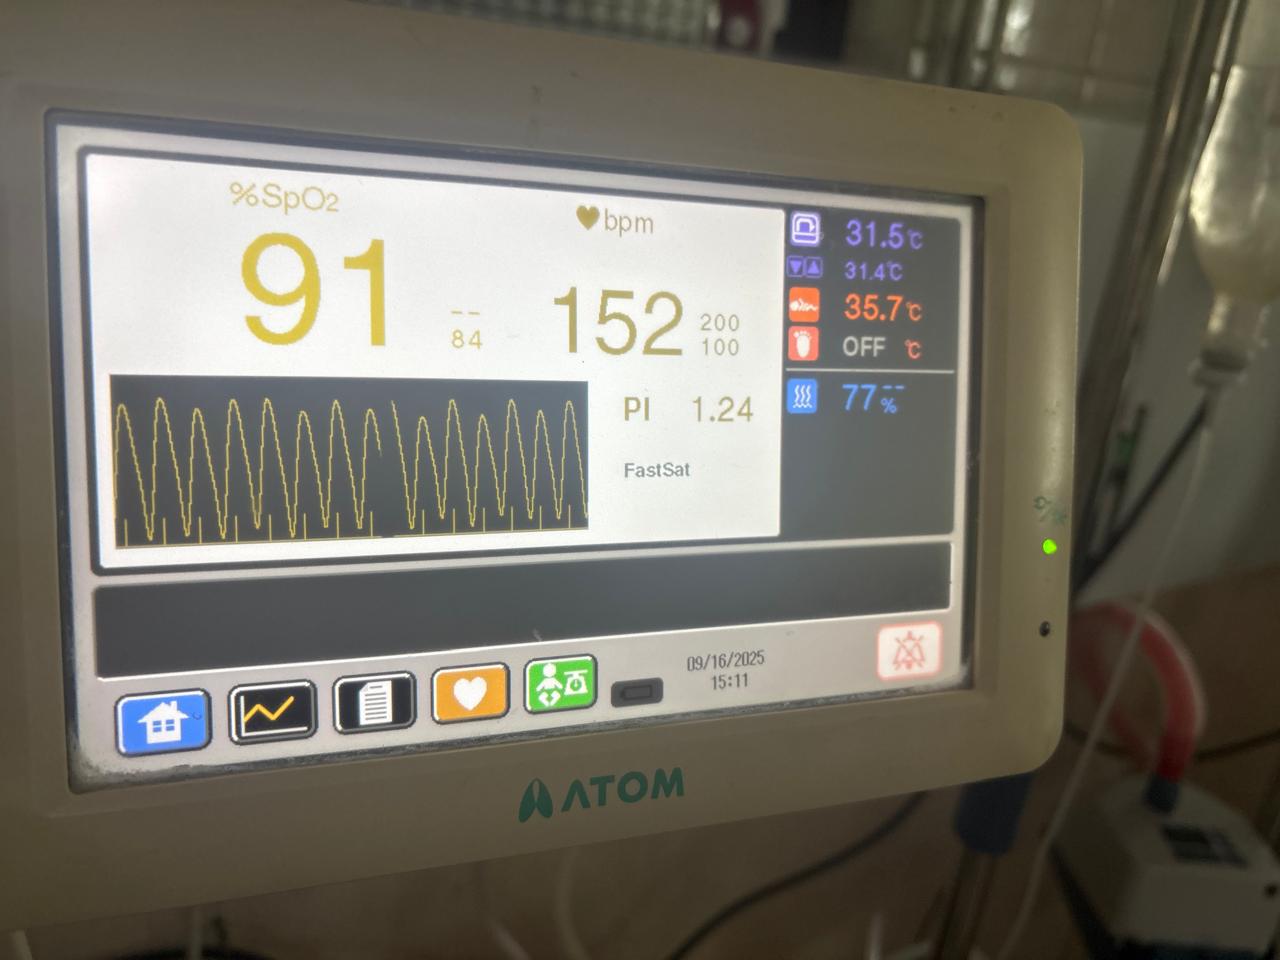 %SpO2
91
--
84
bpm
152
200
100
PI 1.24
FastSat
31.5℃
31.4℃
35.7℃
OFF ℃
77 -- %
09/16/2025
15:11
ATOM